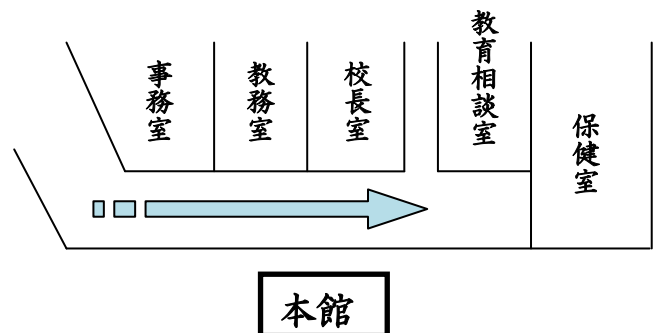 事務室
教務室
校長室
教育相談室
保健室
本館